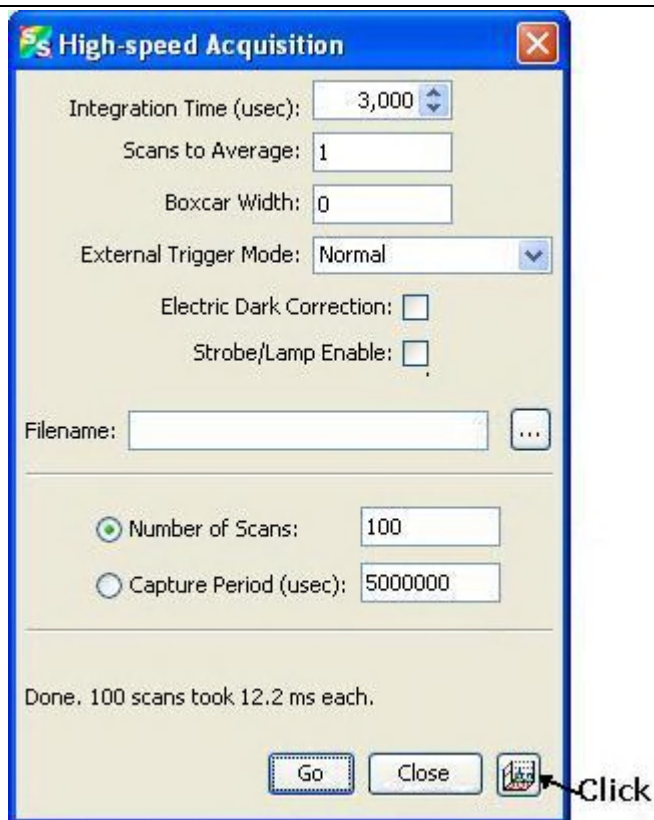 SS High-speed Acquisition
Integration Time (usec): 3,000
Scans to Average: 1
Boxcar Width: 0
External Trigger Mode: Normal
Electric Dark Correction:
Strobe/Lamp Enable:
Filename: ...
Number of Scans: 100
Capture Period (usec): 5000000
Done. 100 scans took 12.2 ms each.
Go Close Click